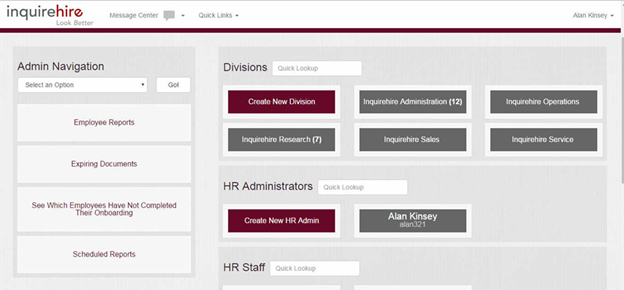 inquirehire
Look Better
Message Center
Quick Links
Alan Kinsey
Admin Navigation
Select an Option
Go!
Employee Reports
Expiring Documents
See Which Employees Have Not Completed
Their Onboarding
Scheduled Reports
Divisions
Quick Lookup
Create New Division
Inquirehire Administration (12)
Inquirehire Operations
Inquirehire Research (7)
Inquirehire Sales
Inquirehire Service
HR Administrators
Quick Lookup
Create New HR Admin
Alan Kinsey
alan321
HR Staff
Quick Lookup